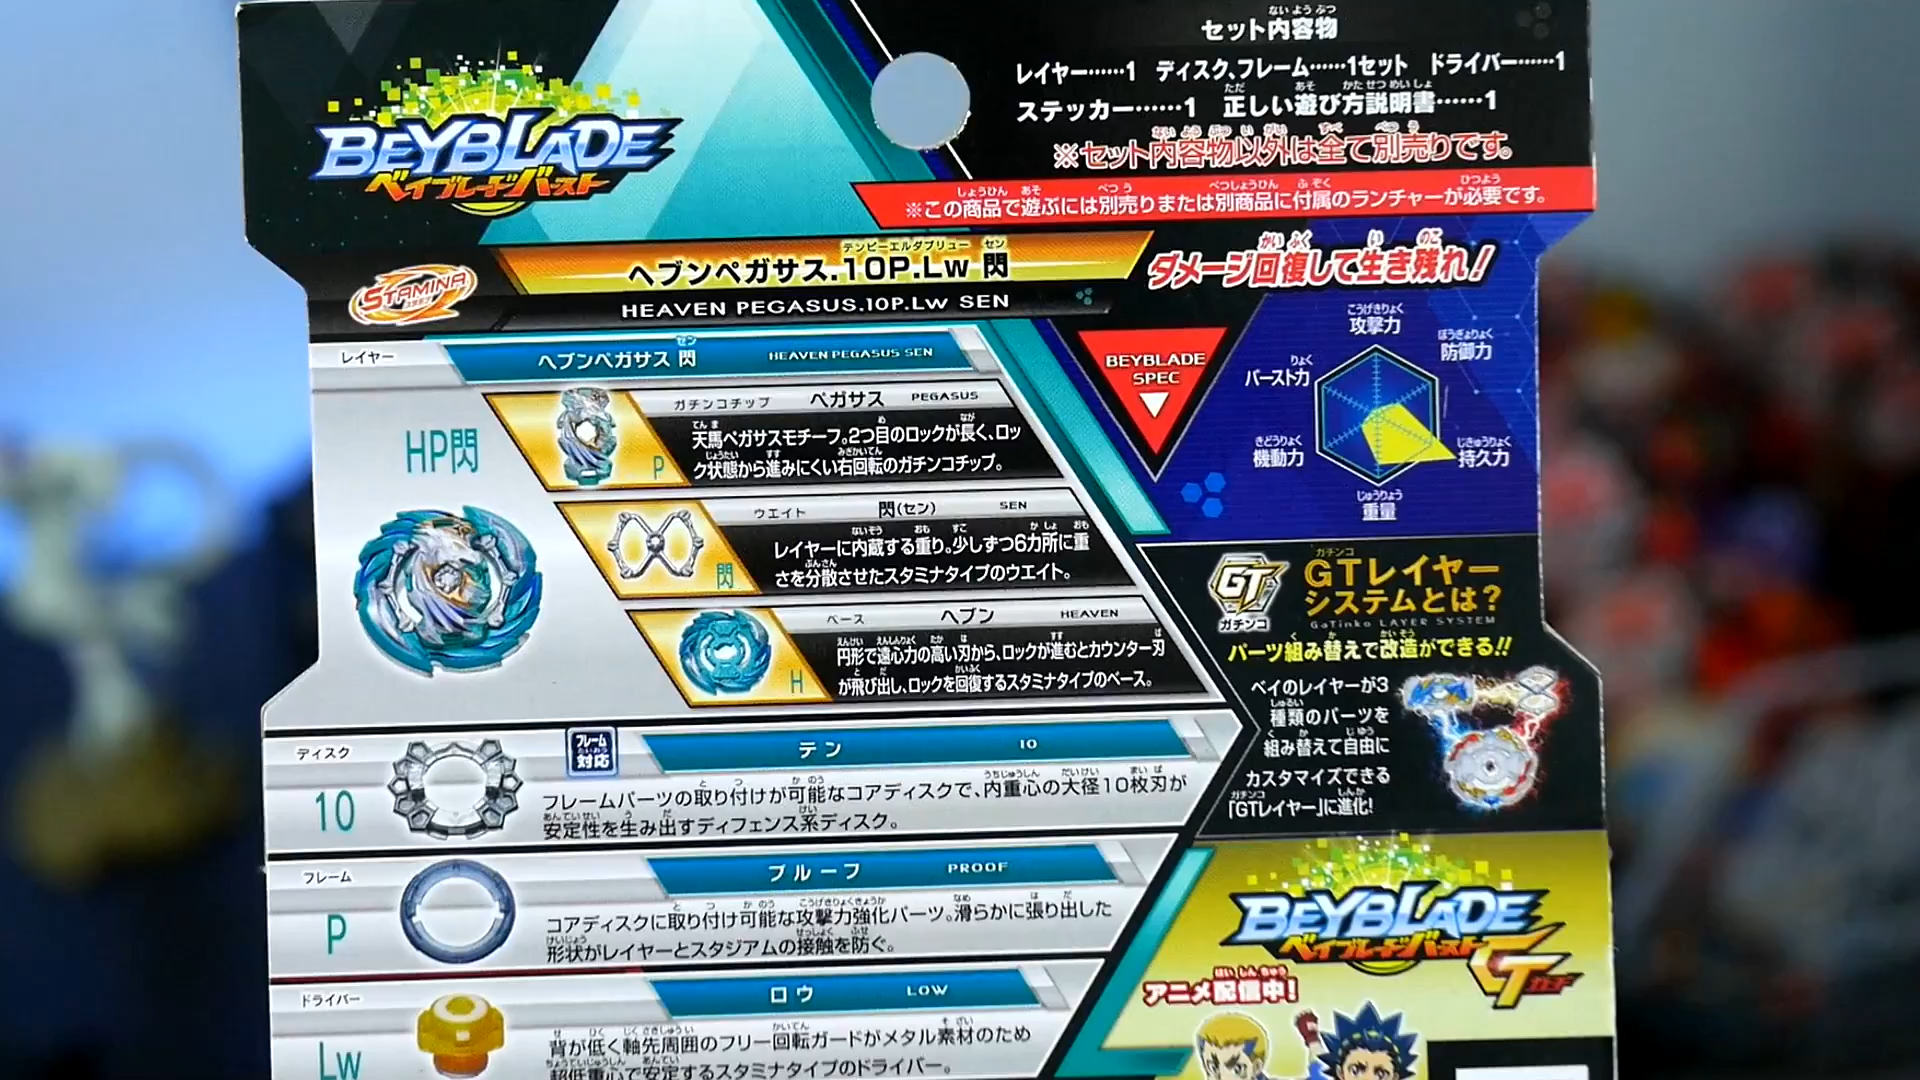 セット内容物
レイヤー……1 ディスク、フレーム……1セット ドライバー……1
ステッカー……1 正しい遊び方説明書……1
※セット内容物以外は全て別売りです。
※この商品で遊ぶには別売りまたは別商品に付属のランチャーが必要です。
BEYBLADE
ベイブレードバースト
STAMINA
ヘブンペガサス.10P.Lw 閃
HEAVEN PEGASUS.10P.Lw SEN
ダメージ回復して生き残れ!
レイヤー
ヘブンペガサス 閃 HEAVEN PEGASUS SEN
HP閃
ガチンコチップ ペガサス PEGASUS
天馬ペガサスモチーフ。2つ目のロックが長く、ロッ
ク状態から進みにくい右回転のガチンコチップ。
P
ウエイト 閃(セン) SEN
レイヤーに内蔵する重り。少しずつ6カ所に重
さを分散させたスタミナタイプのウエイト。
閃
ベース ヘブン HEAVEN
円形で遠心力の高い刃から、ロックが進むとカウンター刃
が飛び出し、ロックを回復するスタミナタイプのベース。
H
BEYBLADE
SPEC
攻撃力
防御力
持久力
重量
機動力
バースト力
GT
ガチンコ
GTレイヤー
システムとは?
GaTinko LAYER SYSTEM
パーツ組み替えて改造ができる!!
ベイのレイヤーが3
種類のパーツを
組み替えて自由に
カスタマイズできる
「GTレイヤー」に進化!
ディスク
10
フレーム
対応
テン 10
フレームパーツの取り付けが可能なコアディスクで、内重心の大径10枚刃が
安定性を生み出すディフェンス系ディスク。
フレーム
P
プルーフ PROOF
コアディスクに取り付け可能な攻撃力強化パーツ。滑らかに張り出した
形状がレイヤーとスタジアムの接触を防ぐ。
ドライバー
Lw
ロウ LOW
背が低く軸先周囲のフリー回転ガードがメタル素材のため
超低重心で安定するスタミナタイプのドライバー。
BEYBLADE
ベイブレードバースト
GT
ガチ
アニメ配信中!